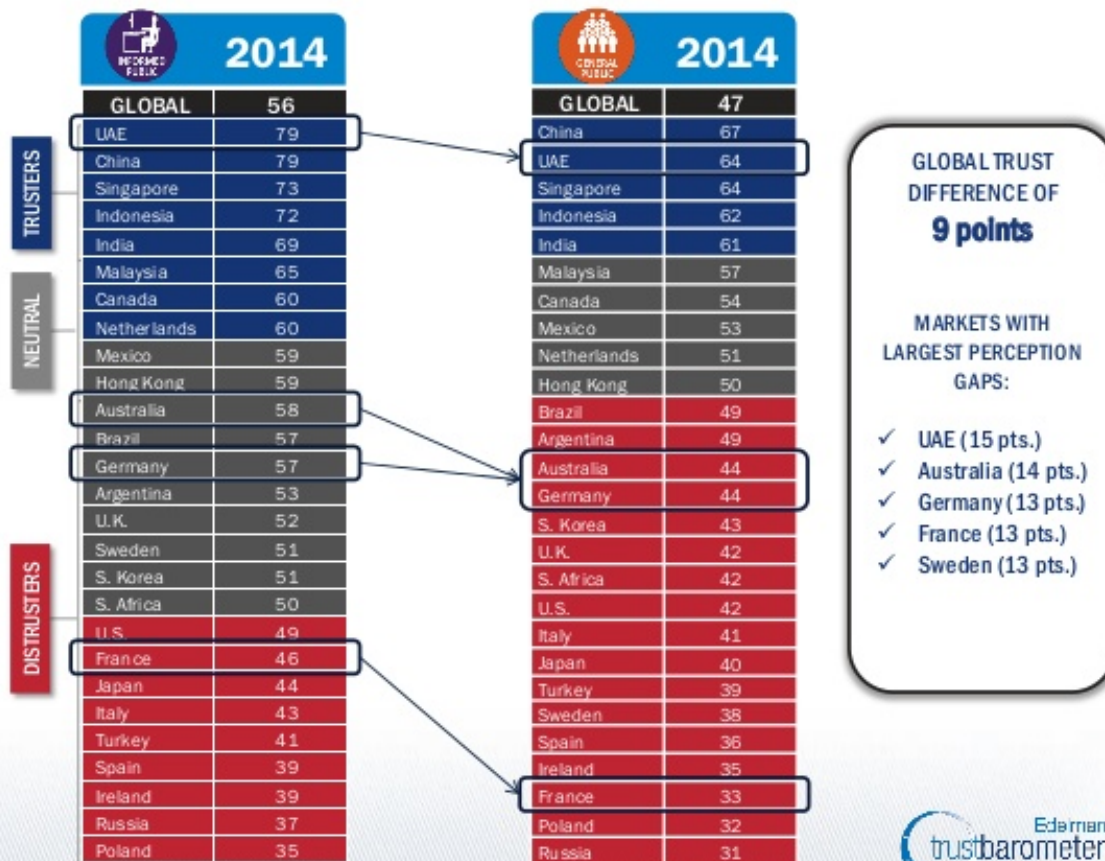 INFORMED
PUBLIC
2014
GLOBAL 56
UAE 79
China 79
Singapore 73
Indonesia 72
India 69
Malaysia 65
Canada 60
Netherlands 60
Mexico 59
Hong Kong 59
Australia 58
Brazil 57
Germany 57
Argentina 53
U.K. 52
Sweden 51
S. Korea 51
S. Africa 50
U.S. 49
France 46
Japan 44
Italy 43
Turkey 41
Spain 39
Ireland 39
Russia 37
Poland 35
TRUSTERS
NEUTRAL
DISTRUSTERS
GENERAL
PUBLIC
2014
GLOBAL 47
China 67
UAE 64
Singapore 64
Indonesia 62
India 61
Malaysia 57
Canada 54
Mexico 53
Netherlands 51
Hong Kong 50
Brazil 49
Argentina 49
Australia 44
Germany 44
S. Korea 43
U.K. 42
S. Africa 42
U.S. 42
Italy 41
Japan 40
Turkey 39
Sweden 38
Spain 36
Ireland 35
France 33
Poland 32
Russia 31
GLOBAL TRUST
DIFFERENCE OF
9 points
MARKETS WITH
LARGEST PERCEPTION
GAPS:
✓ UAE (15 pts.)
✓ Australia (14 pts.)
✓ Germany (13 pts.)
✓ France (13 pts.)
✓ Sweden (13 pts.)
Edelman
trustbarometer